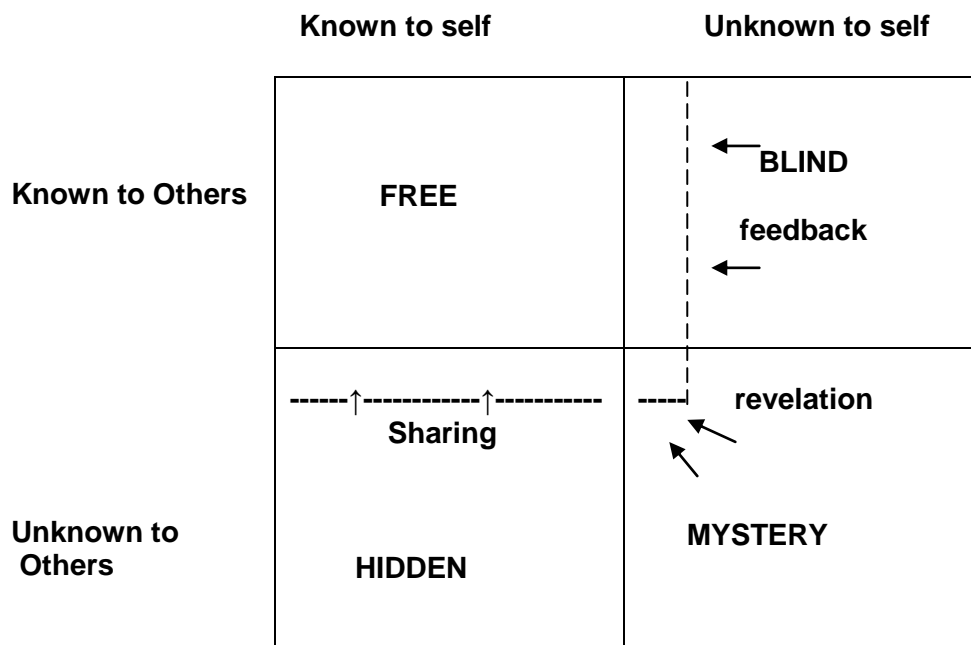 Known to self Unknown to self
BLIND
Known to Others FREE
feedback
------↑------------↑----------- ----- revelation
Sharing
Unknown to MYSTERY
Others HIDDEN